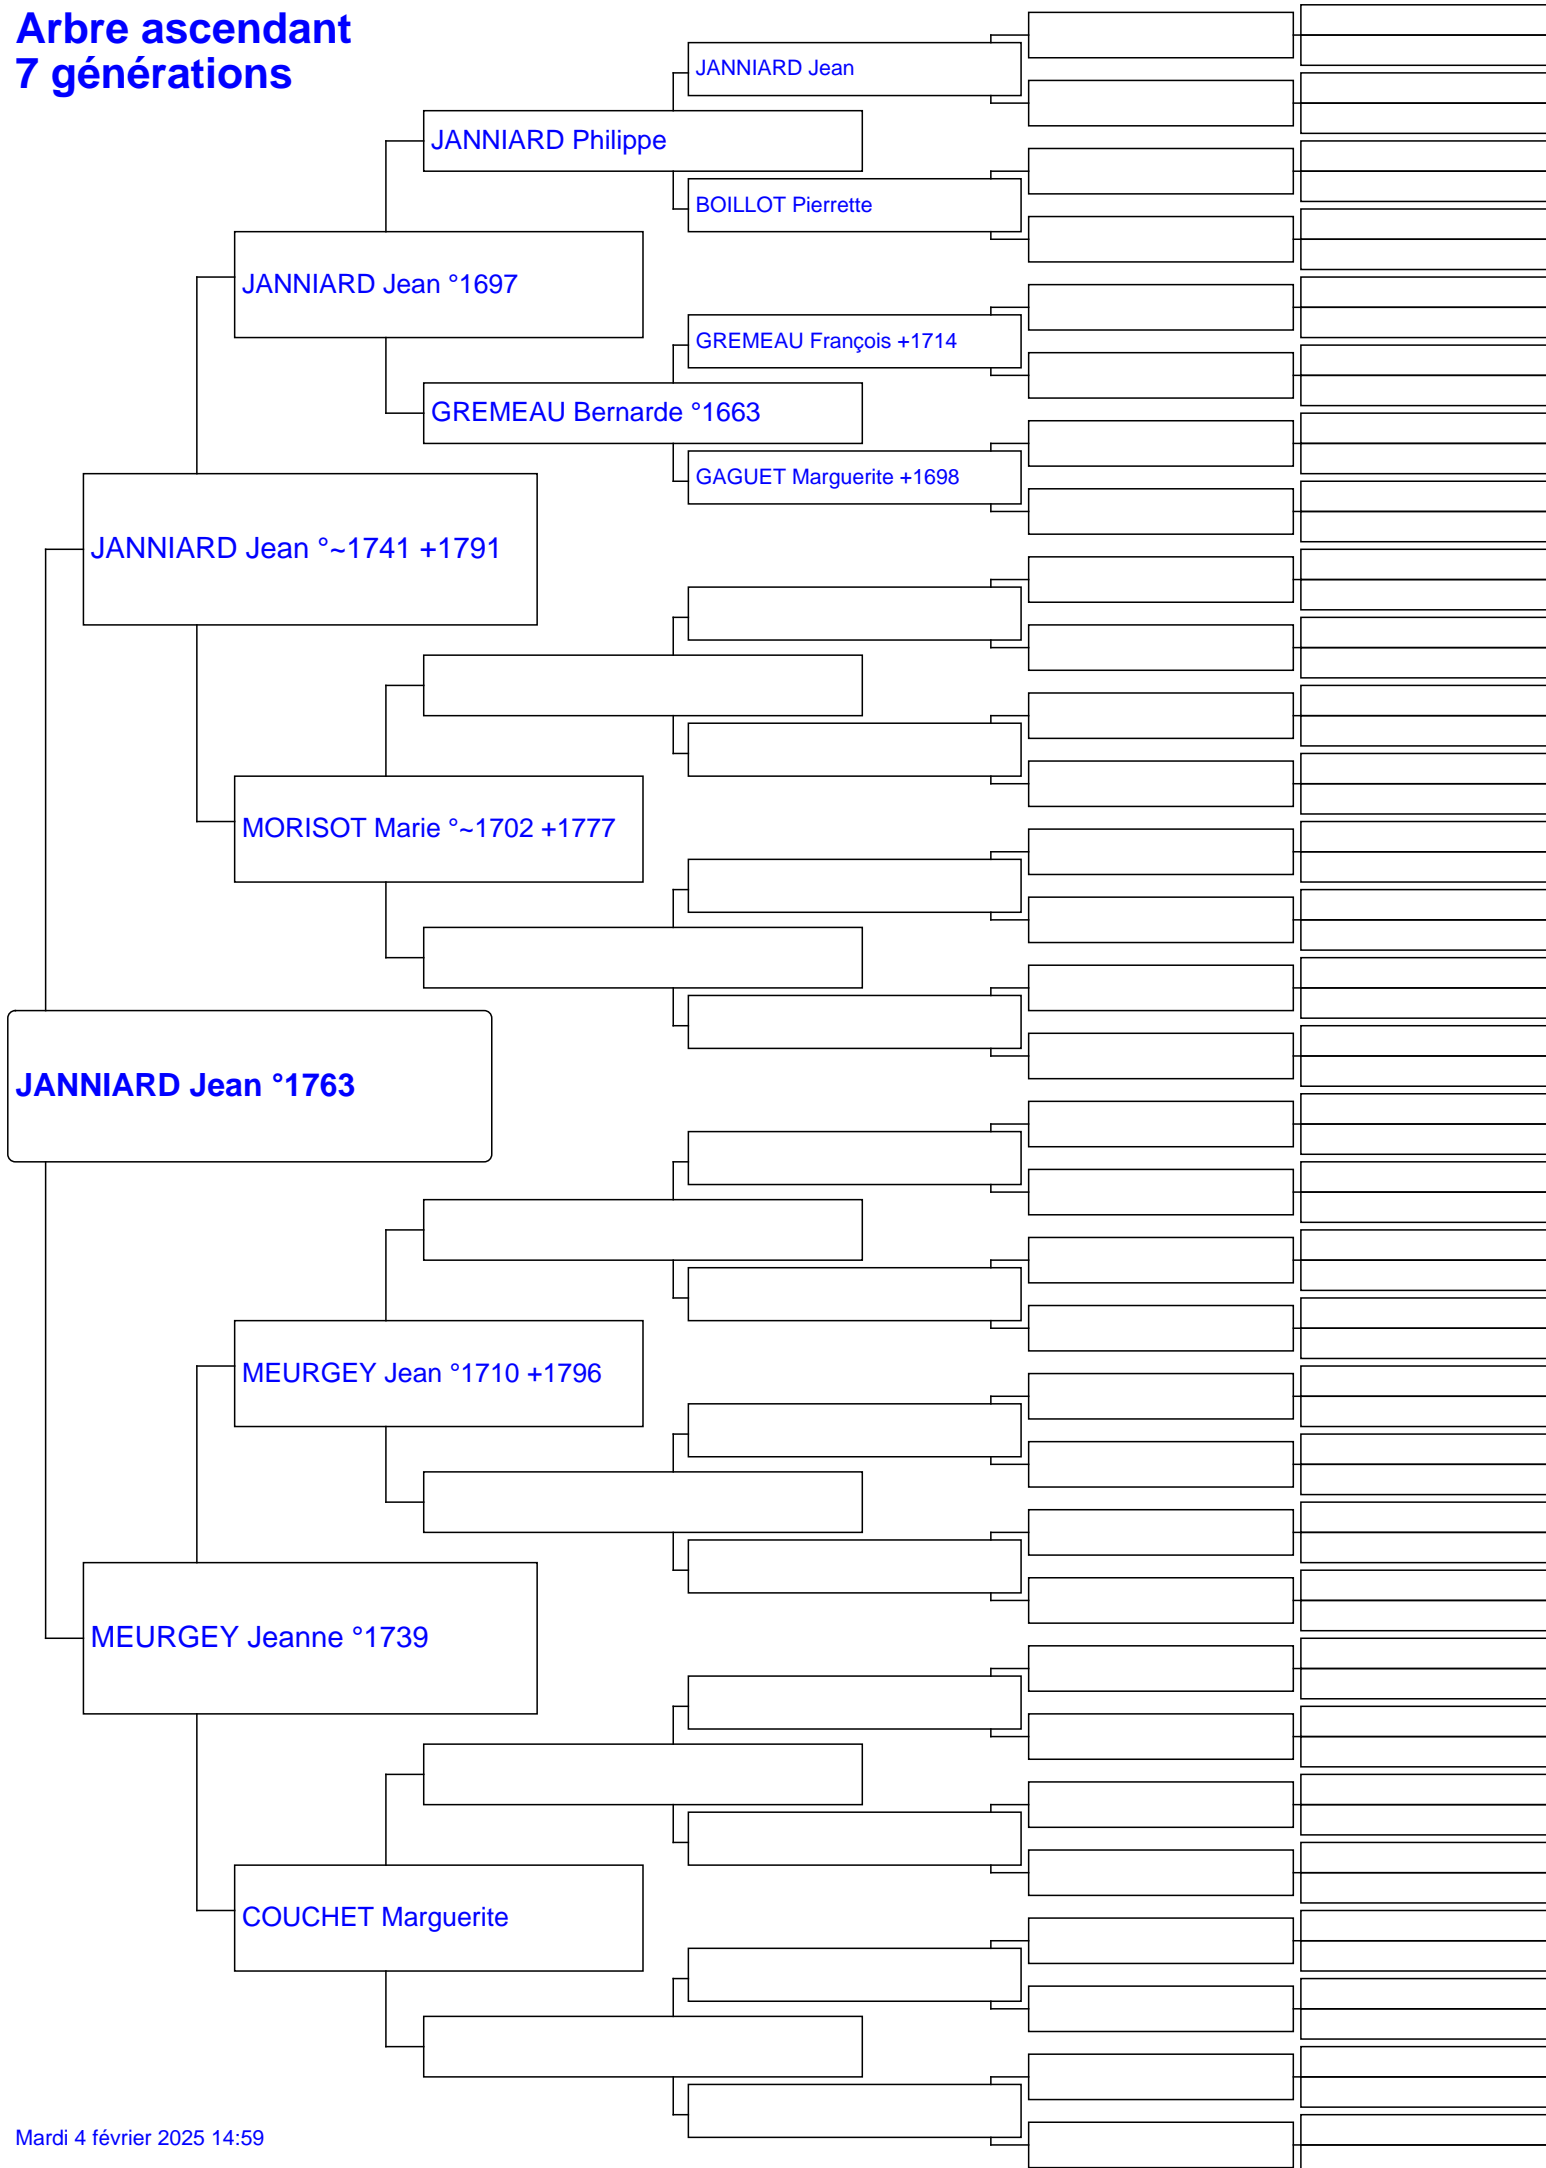 Arbre ascendant
7 générations
JANNIARD Jean
JANNIARD Philippe
BOILLOT Pierrette
JANNIARD Jean °1697
GREMEAU François +1714
GREMEAU Bernarde °1663
GAGUET Marguerite +1698
JANNIARD Jean °~1741 +1791
MORISOT Marie °~1702 +1777
JANNIARD Jean °1763
MEURGEY Jean °1710 +1796
MEURGEY Jeanne °1739
COUCHET Marguerite
Mardi 4 février 2025 14:59